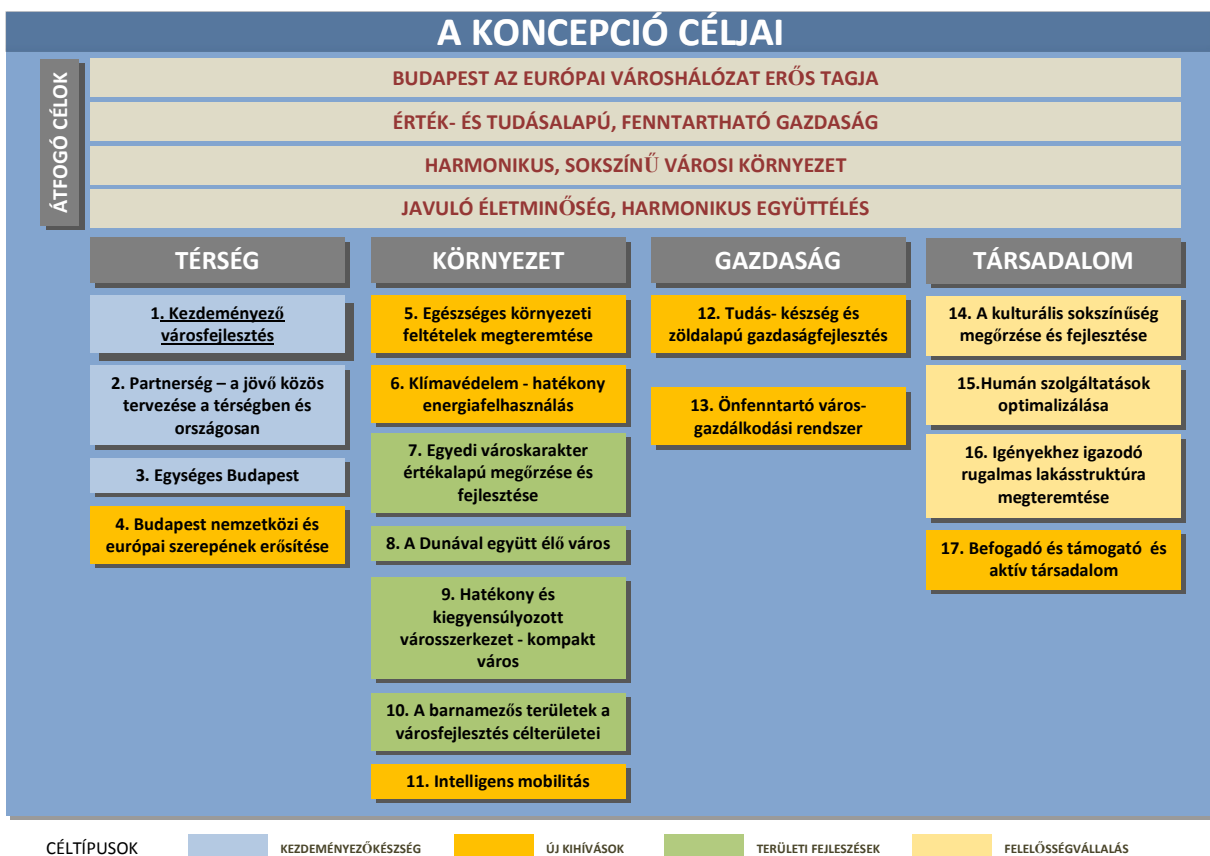 A KONCEPCIÓ CÉLJAI
ÁTFOGÓ CÉLOK
BUDAPEST AZ EURÓPAI VÁROSHÁLÓZAT ERŐS TAGJA
ÉRTÉK- ÉS TUDÁSALAPÚ, FENNTARTHATÓ GAZDASÁG
HARMONIKUS, SOKSZÍNŰ VÁROSI KÖRNYEZET
JAVULÓ ÉLETMINŐSÉG, HARMONIKUS EGYÜTTÉLÉS
TÉRSÉG
1. Kezdeményező
városfejlesztés
2. Partnerség – a jövő közös
tervezése a térségben és
országosan
3. Egységes Budapest
4. Budapest nemzetközi és
európai szerepének erősítése
KÖRNYEZET
5. Egészséges környezeti
feltételek megteremtése
6. Klímavédelem - hatékony
energiafelhasználás
7. Egyedi városkarakter
értékalapú megőrzése és
fejlesztése
8. A Dunával együtt élő város
9. Hatékony és
kiegyensúlyozott
városszerkezet - kompakt
város
10. A barnamezős területek a
városfejlesztés célterületei
11. Intelligens mobilitás
GAZDASÁG
12. Tudás- készség és
zöldalapú gazdaságfejlesztés
13. Önfenntartó város-
gazdálkodási rendszer
TÁRSADALOM
14. A kulturális sokszínűség
megőrzése és fejlesztése
15.Humán szolgáltatások
optimalizálása
16. Igényekhez igazodó
rugalmas lakásstruktúra
megteremtése
17. Befogadó és támogató és
aktív társadalom
CÉLTÍPUSOK
KEZDEMÉNYEZŐKÉSZSÉG
ÚJ KIHÍVÁSOK
TERÜLETI FEJLESZÉSEK
FELELŐSSÉGVÁLLALÁS